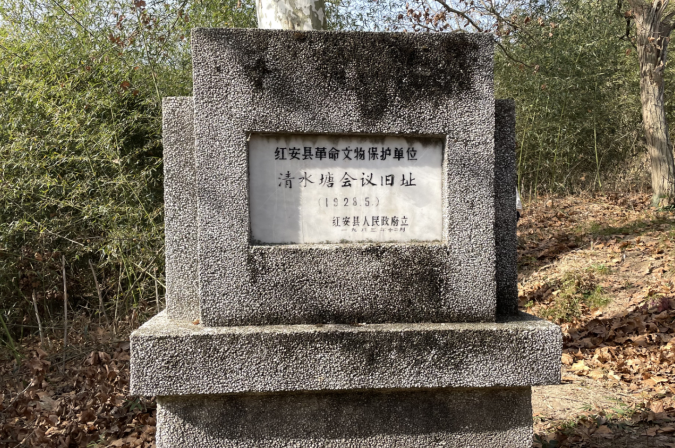 红安县革命文物保护单位
清水塘会议旧址
(1928.5.)
红安县人民政府立